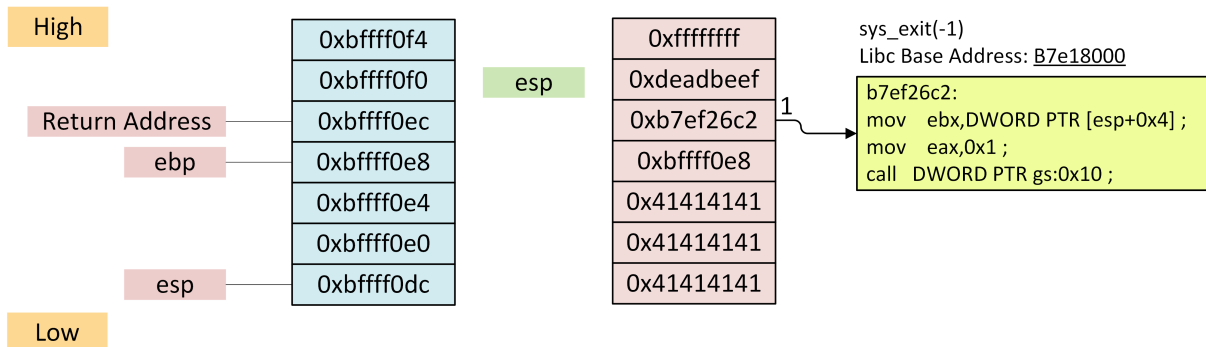 High
0xbffff0f4
0xffffffff
sys_exit(-1)
Libc Base Address: B7e18000
0xbffff0f0
esp
0xdeadbeef
Return Address
0xbffff0ec
0xb7ef26c2
1
b7ef26c2:
mov ebx,DWORD PTR [esp+0x4] ;
mov eax,0x1 ;
call DWORD PTR gs:0x10 ;
ebp
0xbffff0e8
0xbffff0e8
0xbffff0e4
0x41414141
0xbffff0e0
0x41414141
esp
0xbffff0dc
0x41414141
Low